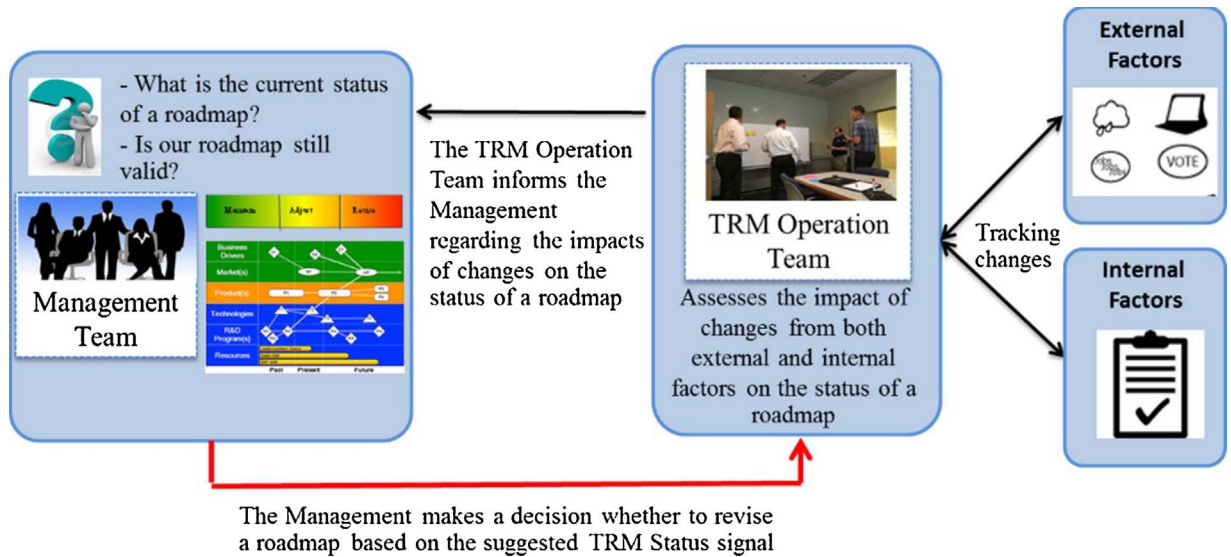 - What is the current status
of a roadmap?
- Is our roadmap still
valid?
Management
Team
Maintain Adjust Revise
Business
Drivers
Market(s)
Product(s)
Technologies
R&D
Program(s)
Resources
Past Present Future
The TRM Operation
Team informs the
Management
regarding the impacts
of changes on the
status of a roadmap
TRM Operation
Team
Assesses the impact of
changes from both
external and internal
factors on the status of a
roadmap
Tracking
changes
External
Factors
Jobs
Jobs
Jobs
VOTE
Internal
Factors
The Management makes a decision whether to revise
a roadmap based on the suggested TRM Status signal